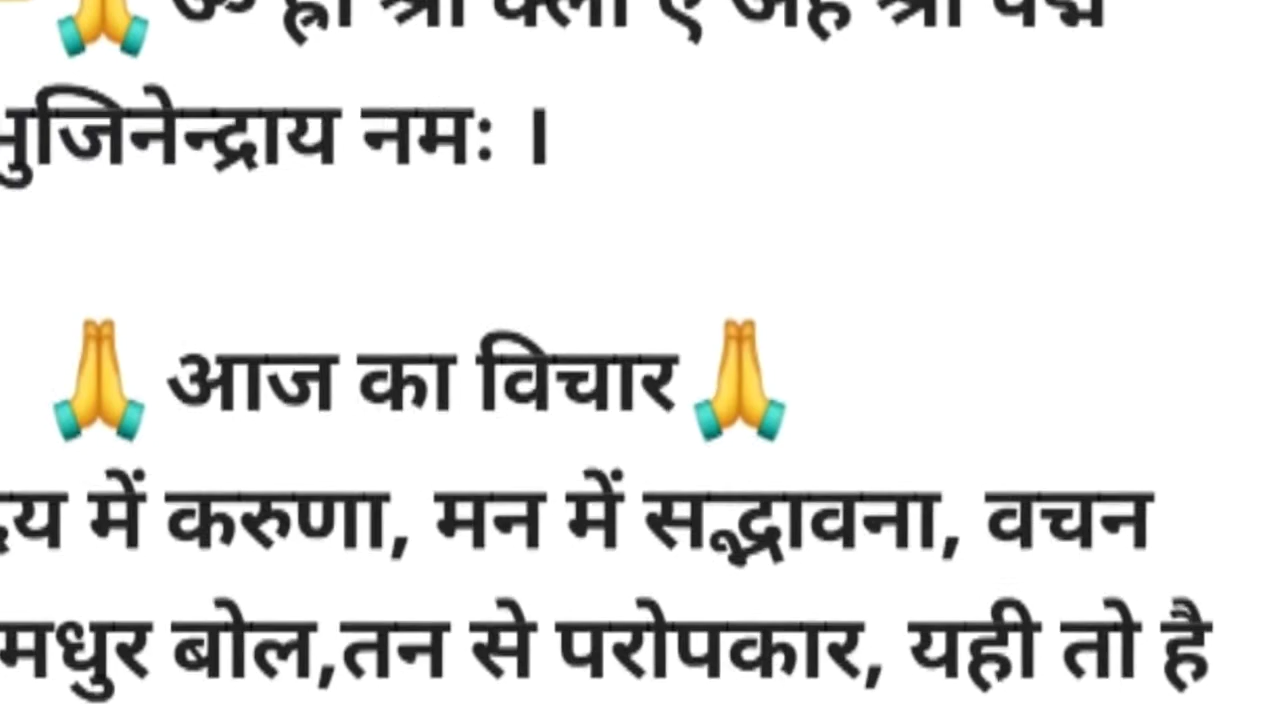 🙏ॐ ह्रीं श्रीं क्लीं ऐं अर्हं श्री पद्म
जिनेन्द्राय नमः ।
🙏 आज का विचार🙏
में करुणा, मन में सद्भावना, वचन
मधुर बोल,तन से परोपकार, यही तो है